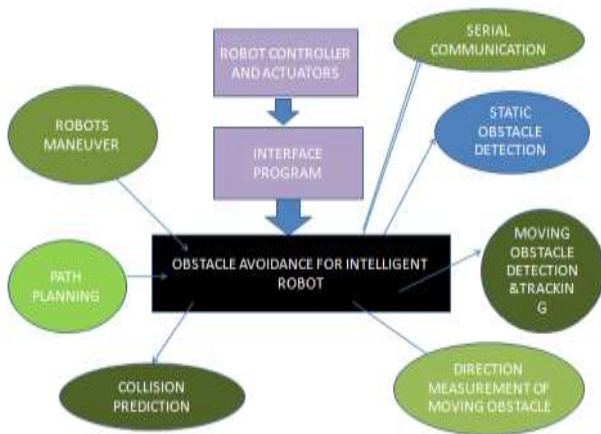 SERIAL
COMMUNICATION
ROBOT CONTROLLER
AND ACTUATORS
ROBOTS
MANEUVER
STATIC
OBSTACLE
DETECTION
INTERFACE
PROGRAM
MOVING
OBSTACLE
DETECTION
&TRACKIN
G
OBSTACLE AVOIDANCE FOR INTELLIGENT
ROBOT
PATH
PLANNING
COLLISION
PREDICTION
DIRECTION
MEASUREMENT OF
MOVING OBSTACLE